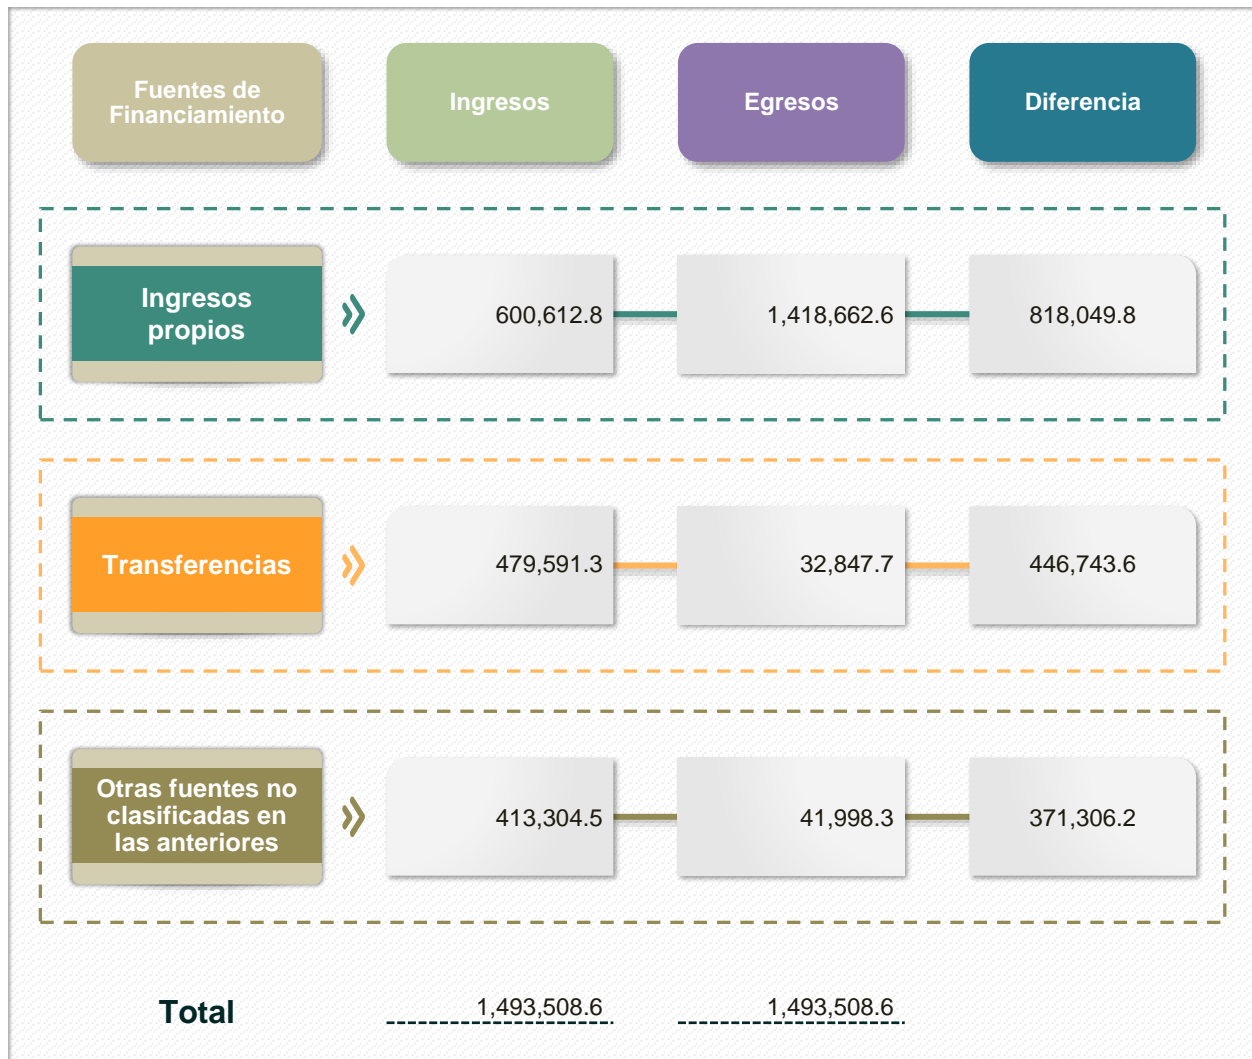 Fuentes de
Financiamiento
Ingresos
Egresos
Diferencia
Ingresos
propios
600,612.8
1,418,662.6
818,049.8
Transferencias
479,591.3
32,847.7
446,743.6
Otras fuentes no
clasificadas en
las anteriores
413,304.5
41,998.3
371,306.2
Total
1,493,508.6
1,493,508.6